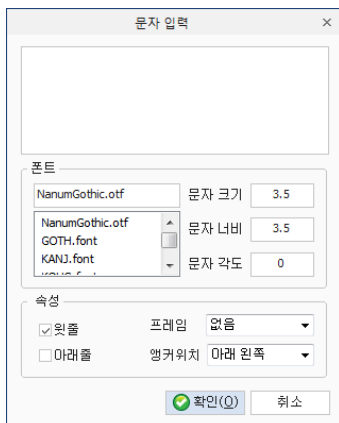 문자 입력
폰트
NanumGothic.otf
문자 크기 3.5
NanumGothic.otf
GOTH.font
KANJ.font
문자 너비 3.5
문자 각도 0
속성
윗줄
프레임 없음
아래줄
앵커위치 아래 왼쪽
확인(O)
취소